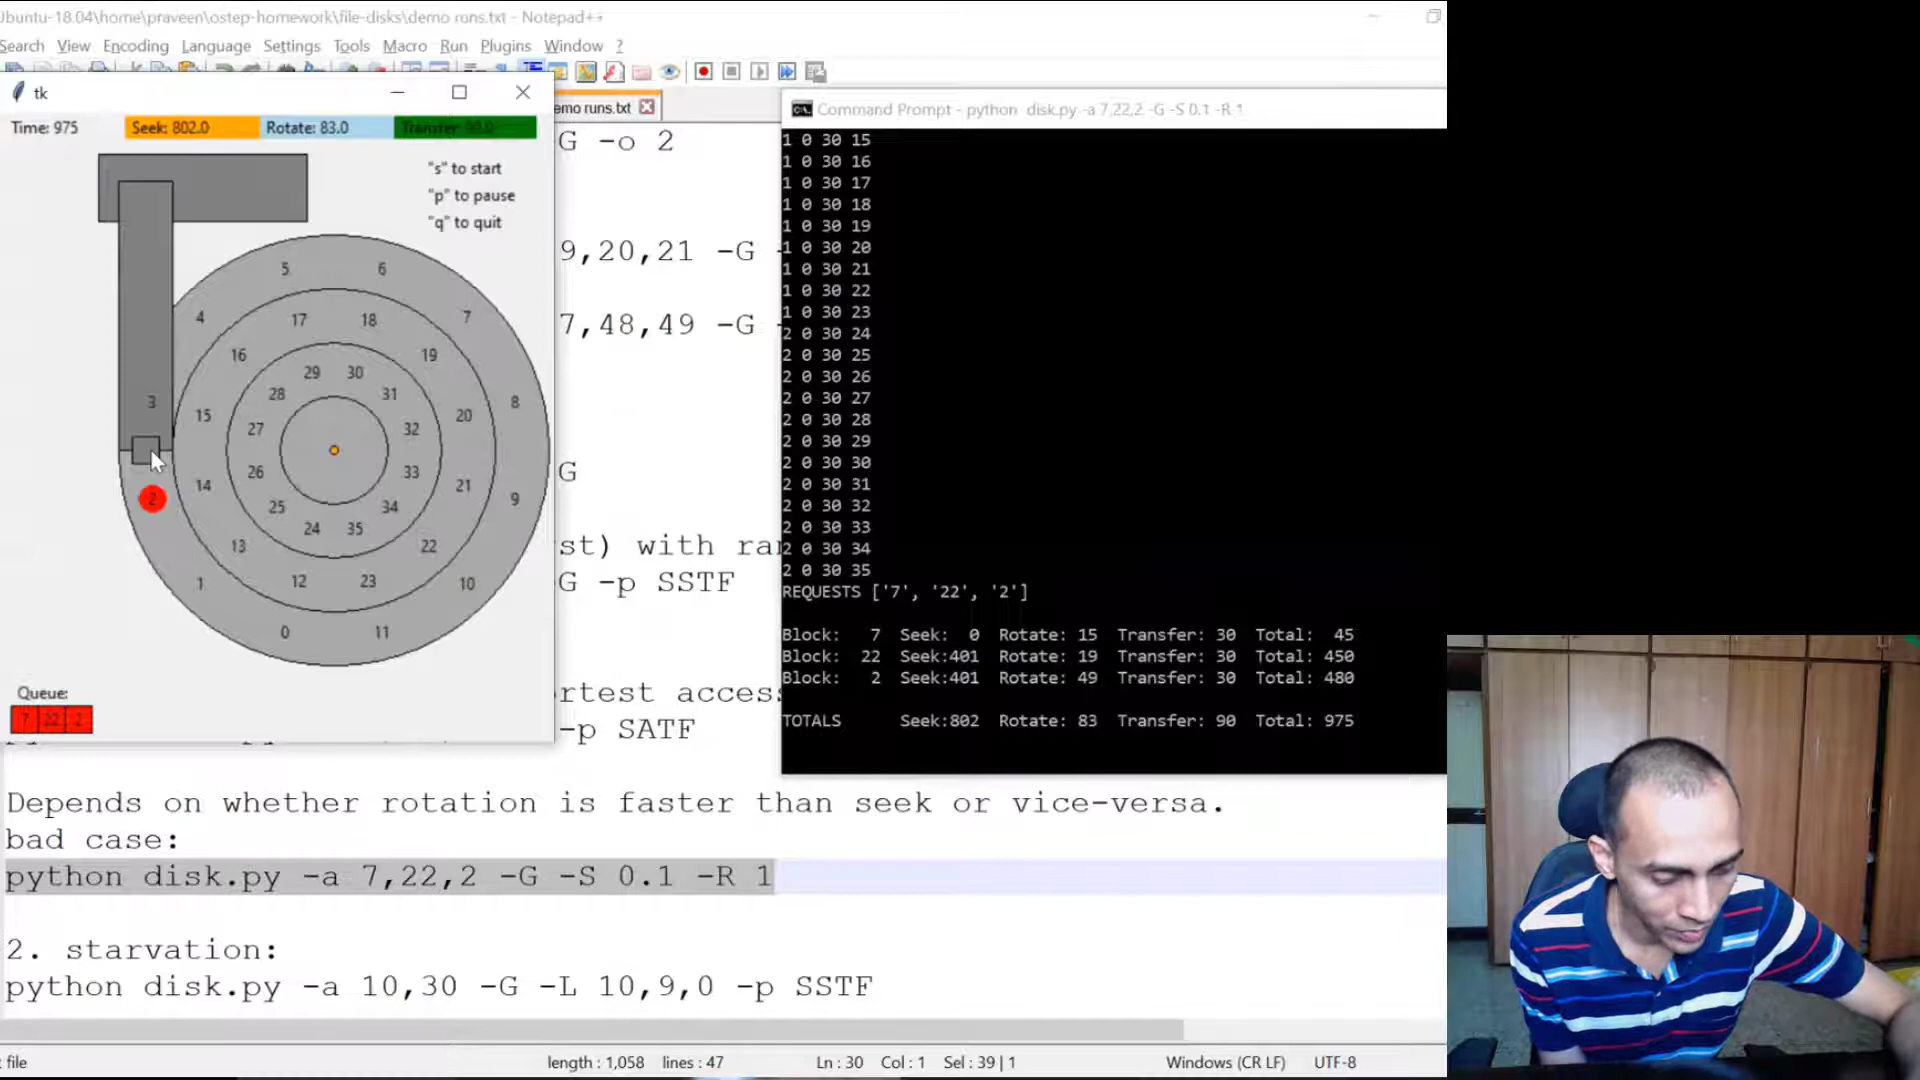 Ubuntu-18.04\home\praveen\ostep-homework\file-disks\demo runs.txt - Notepad++
Search View Encoding Language Settings Tools Macro Run Plugins Window ?
tk
emo runs.txt
Time: 975
Seek: 802.0
Rotate: 83.0
Transfer: 90.0
"s" to start
"p" to pause
"q" to quit
5 6
4 7
17 18
16 19
29 30
28 31
3 15 27 32 20 8
2 14 26 33 21 9
25 34
24 35
13 22
1 12 23 10
0 11
Queue:
7 22 2
G -o 2
9,20,21 -G -
7,48,49 -G -
G
st) with ran
G -p SSTF
rtest access
-p SATF
Depends on whether rotation is faster than seek or vice-versa.
bad case:
python disk.py -a 7,22,2 -G -S 0.1 -R 1
2. starvation:
python disk.py -a 10,30 -G -L 10,9,0 -p SSTF
file
length : 1,058 lines : 47
Ln : 30 Col : 1 Sel : 39 | 1
Windows (CR LF)
UTF-8
Command Prompt - python disk.py -a 7,22,2 -G -S 0.1 -R 1
1 0 30 15
1 0 30 16
1 0 30 17
1 0 30 18
1 0 30 19
1 0 30 20
1 0 30 21
1 0 30 22
1 0 30 23
2 0 30 24
2 0 30 25
2 0 30 26
2 0 30 27
2 0 30 28
2 0 30 29
2 0 30 30
2 0 30 31
2 0 30 32
2 0 30 33
2 0 30 34
2 0 30 35
REQUESTS ['7', '22', '2']
Block: 7 Seek: 0 Rotate: 15 Transfer: 30 Total: 45
Block: 22 Seek:401 Rotate: 19 Transfer: 30 Total: 450
Block: 2 Seek:401 Rotate: 49 Transfer: 30 Total: 480
TOTALS Seek:802 Rotate: 83 Transfer: 90 Total: 975